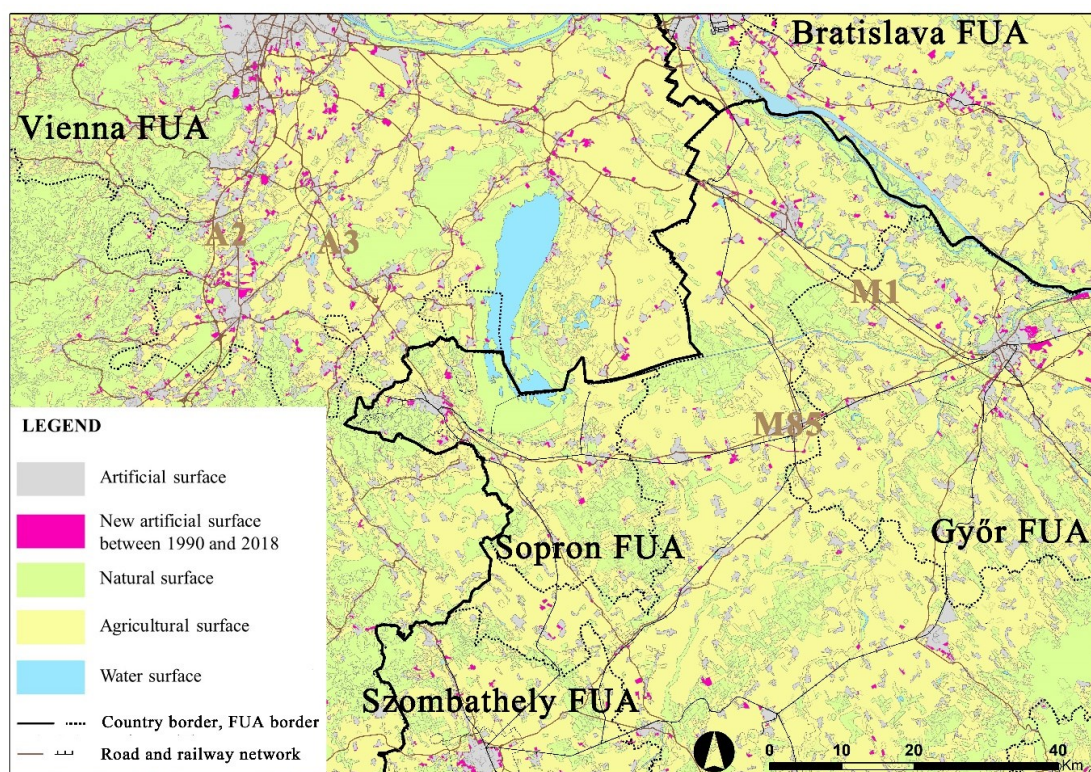 Bratislava FUA
Vienna FUA
A2
A3
M1
M85
Győr FUA
Sopron FUA
Szombathely FUA
LEGEND
Artificial surface
New artificial surface
between 1990 and 2018
Natural surface
Agricultural surface
Water surface
Country border, FUA border
Road and railway network
0 10 20 40
Km